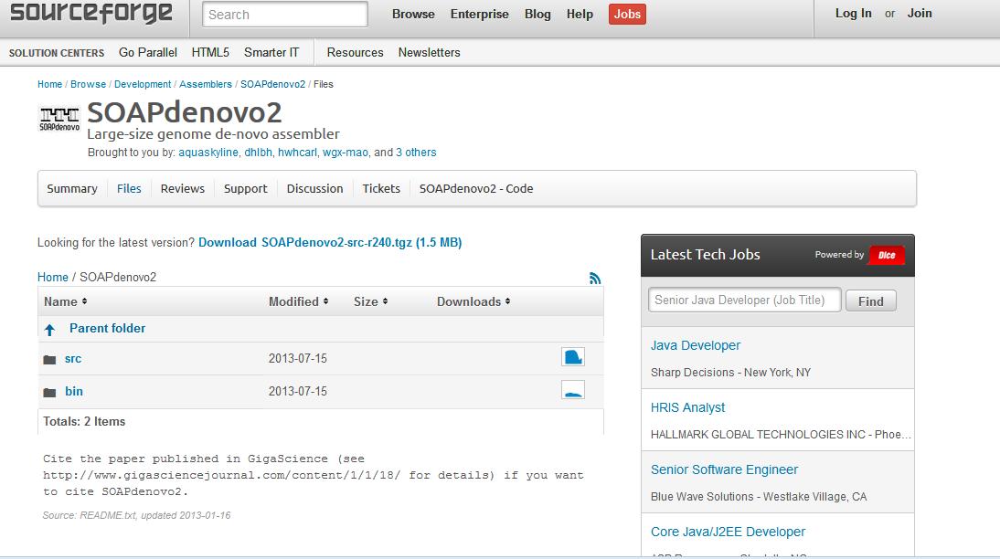 sourceforge
Search
Browse Enterprise Blog Help Jobs
Log In or Join
SOLUTION CENTERS Go Parallel HTML5 Smarter IT Resources Newsletters
Home / Browse / Development / Assemblers / SOAPdenovo2 / Files
SOAPdenovo
SOAPdenovo2
Large-size genome de-novo assembler
Brought to you by: aquaskyline, dhlbh, hwhcarl, wgx-mao, and 3 others
Summary Files Reviews Support Discussion Tickets SOAPdenovo2 - Code
Looking for the latest version? Download SOAPdenovo2-src-r240.tgz (1.5 MB)
Home / SOAPdenovo2
Name Modified Size Downloads
Parent folder
src 2013-07-15
bin 2013-07-15
Totals: 2 Items
Cite the paper published in GigaScience (see
http://www.gigasciencejournal.com/content/1/1/18/ for details) if you want
to cite SOAPdenovo2.
Source: README.txt, updated 2013-01-16
Latest Tech Jobs Powered by Dice
Senior Java Developer (Job Title) Find
Java Developer
Sharp Decisions - New York, NY
HRIS Analyst
HALLMARK GLOBAL TECHNOLOGIES INC - Phoe...
Senior Software Engineer
Blue Wave Solutions - Westlake Village, CA
Core Java/J2EE Developer